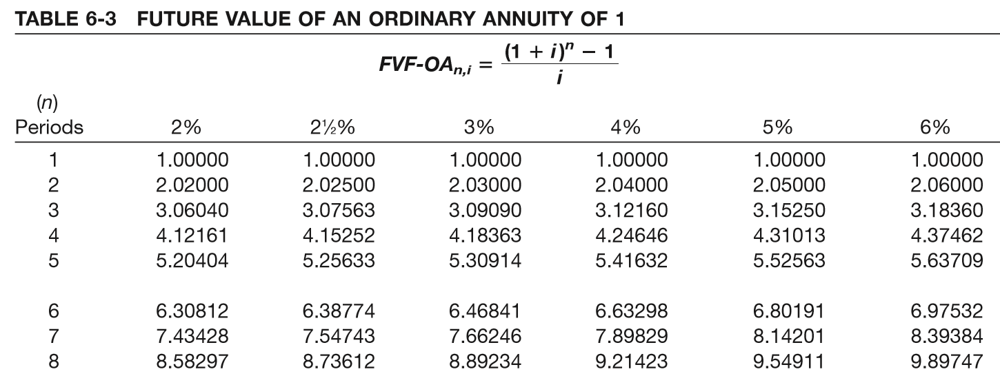 TABLE 6-3 FUTURE VALUE OF AN ORDINARY ANNUITY OF 1
FVF-OAn,i = (1 + i)^n − 1 / i
(n)
Periods 2% 2½% 3% 4% 5% 6%
1 1.00000 1.00000 1.00000 1.00000 1.00000 1.00000
2 2.02000 2.02500 2.03000 2.04000 2.05000 2.06000
3 3.06040 3.07563 3.09090 3.12160 3.15250 3.18360
4 4.12161 4.15252 4.18363 4.24646 4.31013 4.37462
5 5.20404 5.25633 5.30914 5.41632 5.52563 5.63709
6 6.30812 6.38774 6.46841 6.63298 6.80191 6.97532
7 7.43428 7.54743 7.66246 7.89829 8.14201 8.39384
8 8.58297 8.73612 8.89234 9.21423 9.54911 9.89747